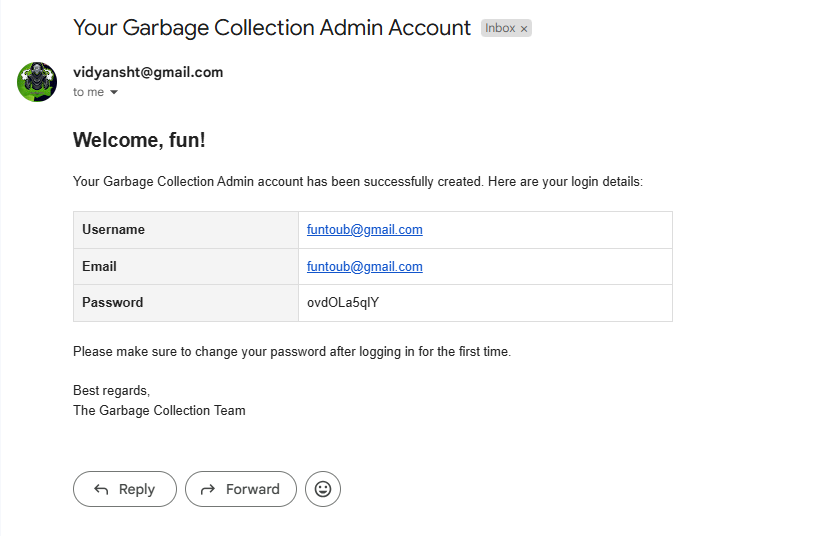 Your Garbage Collection Admin Account Inbox ×
vidyansht@gmail.com
to me
Welcome, fun!
Your Garbage Collection Admin account has been successfully created. Here are your login details:
Username funtoub@gmail.com
Email funtoub@gmail.com
Password ovdOLa5qlY
Please make sure to change your password after logging in for the first time.
Best regards,
The Garbage Collection Team
Reply Forward